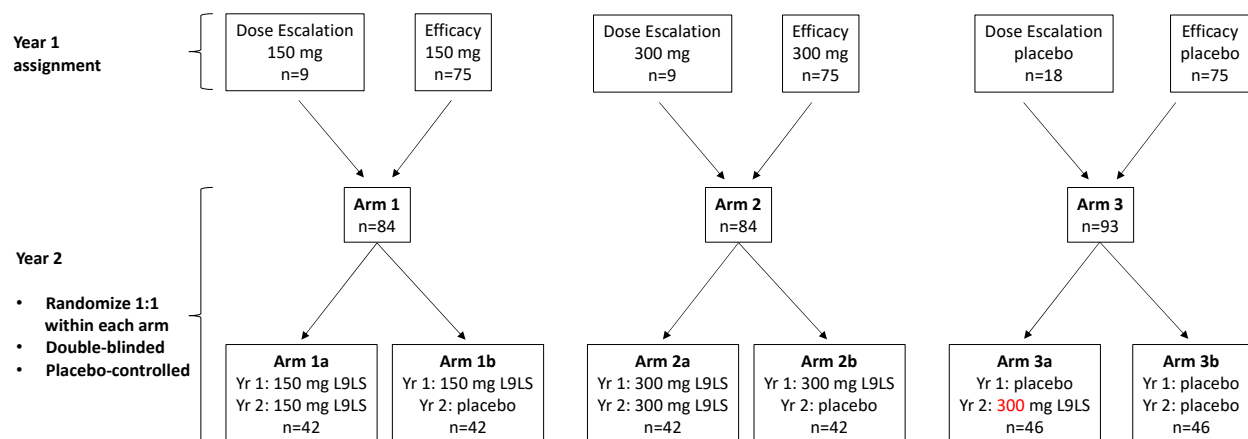 Year 1
assignment
Dose Escalation
150 mg
n=9
Efficacy
150 mg
n=75
Dose Escalation
300 mg
n=9
Efficacy
300 mg
n=75
Dose Escalation
placebo
n=18
Efficacy
placebo
n=75
Arm 1
n=84
Arm 2
n=84
Arm 3
n=93
Year 2
• Randomize 1:1
within each arm
• Double-blinded
• Placebo-controlled
Arm 1a
Yr 1: 150 mg L9LS
Yr 2: 150 mg L9LS
n=42
Arm 1b
Yr 1: 150 mg L9LS
Yr 2: placebo
n=42
Arm 2a
Yr 1: 300 mg L9LS
Yr 2: 300 mg L9LS
n=42
Arm 2b
Yr 1: 300 mg L9LS
Yr 2: placebo
n=42
Arm 3a
Yr 1: placebo
Yr 2: 300 mg L9LS
n=46
Arm 3b
Yr 1: placebo
Yr 2: placebo
n=46